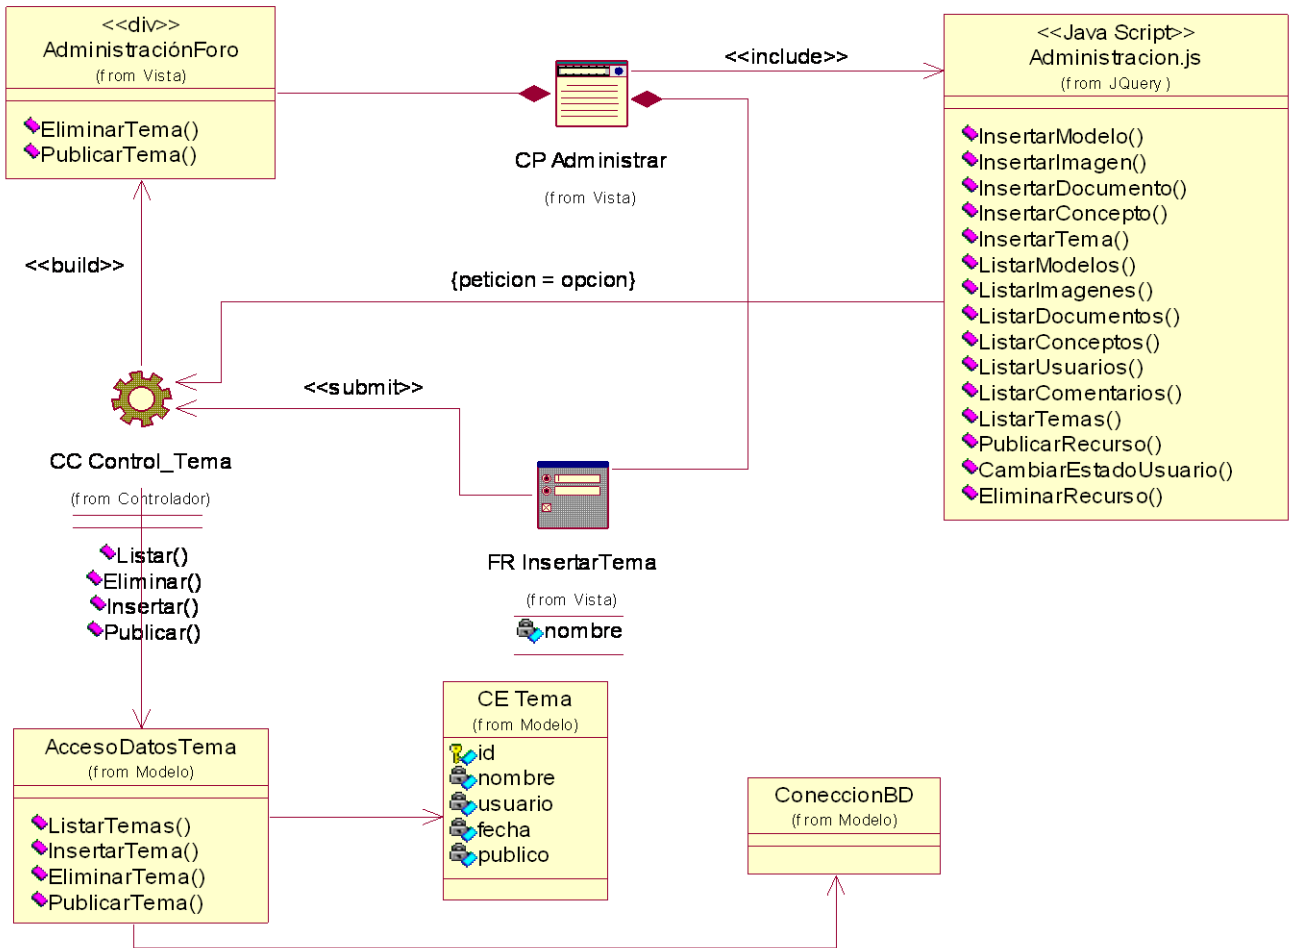 <<div>>
AdministraciónForo
(from Vista)
EliminarTema()
PublicarTema()
<<include>>
CP Administrar
(from Vista)
<<Java Script>>
Administracion.js
(from JQuery)
InsertarModelo()
InsertarImagen()
InsertarDocumento()
InsertarConcepto()
InsertarTema()
ListarModelos()
ListarImagenes()
ListarDocumentos()
ListarConceptos()
ListarUsuarios()
ListarComentarios()
ListarTemas()
PublicarRecurso()
CambiarEstadoUsuario()
EliminarRecurso()
<<build>>
{peticion = opcion}
<<submit>>
CC Control_Tema
(from Controlador)
Listar()
Eliminar()
Insertar()
Publicar()
FR InsertarTema
(from Vista)
nombre
AccesoDatosTema
(from Modelo)
ListarTemas()
InsertarTema()
EliminarTema()
PublicarTema()
CE Tema
(from Modelo)
id
nombre
usuario
fecha
publico
ConeccionBD
(from Modelo)